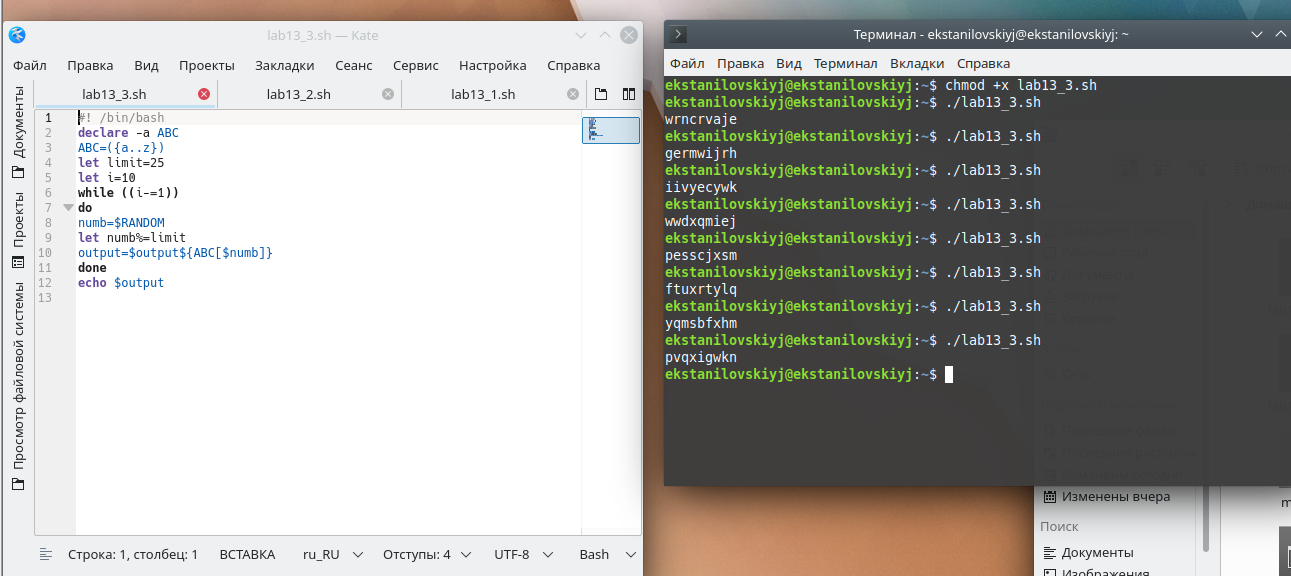 lab13_3.sh — Kate
Файл Правка Вид Проекты Закладки Сеанс Сервис Настройка Справка
lab13_3.sh lab13_2.sh lab13_1.sh
Документы
Проекты
Просмотр файловой системы
1 #! /bin/bash
2 declare -a ABC
3 ABC=({a..z})
4 let limit=25
5 let i=10
6 while ((i-=1))
7 do
8 numb=$RANDOM
9 let numb%=limit
10 output=$output${ABC[$numb]}
11 done
12 echo $output
13
Строка: 1, столбец: 1 ВСТАВКА ru_RU Отступы: 4 UTF-8 Bash
Терминал - ekstanilovskiyj@ekstanilovskiyj: ~
Файл Правка Вид Терминал Вкладки Справка
ekstanilovskiyj@ekstanilovskiyj:~$ chmod +x lab13_3.sh
ekstanilovskiyj@ekstanilovskiyj:~$ ./lab13_3.sh
wrncrvaje
ekstanilovskiyj@ekstanilovskiyj:~$ ./lab13_3.sh
germwijrh
ekstanilovskiyj@ekstanilovskiyj:~$ ./lab13_3.sh
iivyecywk
ekstanilovskiyj@ekstanilovskiyj:~$ ./lab13_3.sh
wwdxqmiej
ekstanilovskiyj@ekstanilovskiyj:~$ ./lab13_3.sh
pesscjxsm
ekstanilovskiyj@ekstanilovskiyj:~$ ./lab13_3.sh
ftuxrtylq
ekstanilovskiyj@ekstanilovskiyj:~$ ./lab13_3.sh
yqmsbfxhm
ekstanilovskiyj@ekstanilovskiyj:~$ ./lab13_3.sh
pvqxigwkn
ekstanilovskiyj@ekstanilovskiyj:~$
Изменены вчера
Поиск
Документы
Изображения